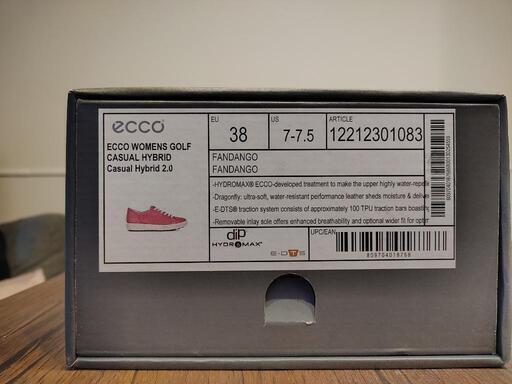 ecco
ECCO WOMENS GOLF
CASUAL HYBRID
Casual Hybrid 2.0
EU
38
US
7-7.5
ARTICLE
12212301083
FANDANGO
FANDANGO
-HYDROMAX® ECCO-developed treatment to make the upper highly water-repe
-Dragonfly: ultra-soft, water-resistant performance leather sheds moisture & delive
-E-DTS® traction system consists of approximately 100 TPU traction bars boastin
-Removable inlay sole offers enhanced breathability and optional wider fit for opti
dip
HYDROMAX®
E-DTS
UPC/EAN
809704018768